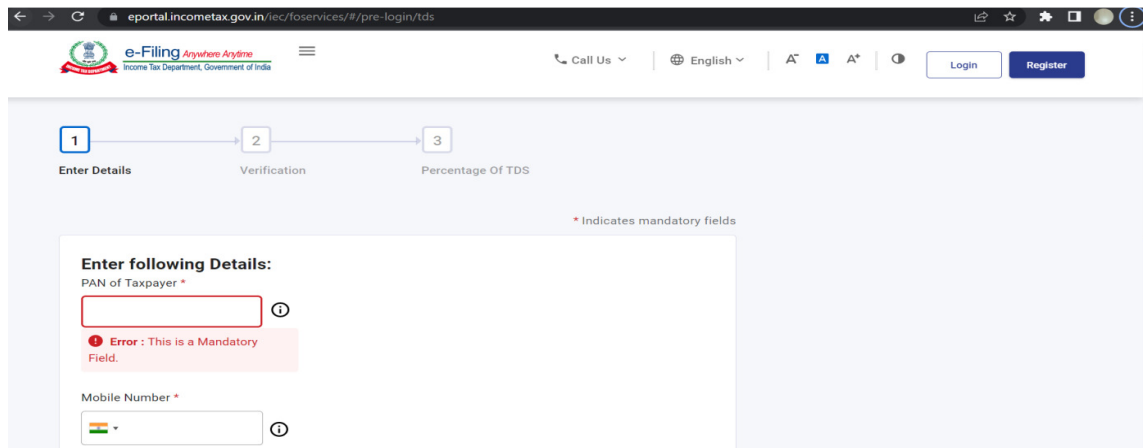 eportal.incometax.gov.in/iec/foservices/#/pre-login/tds
e-Filing Anywhere Anytime
Income Tax Department, Government of India
Call Us
English
A-
A
A+
Login
Register
1
2
3
Enter Details
Verification
Percentage Of TDS
* Indicates mandatory fields
Enter following Details:
PAN of Taxpayer *
Error : This is a Mandatory
Field.
Mobile Number *